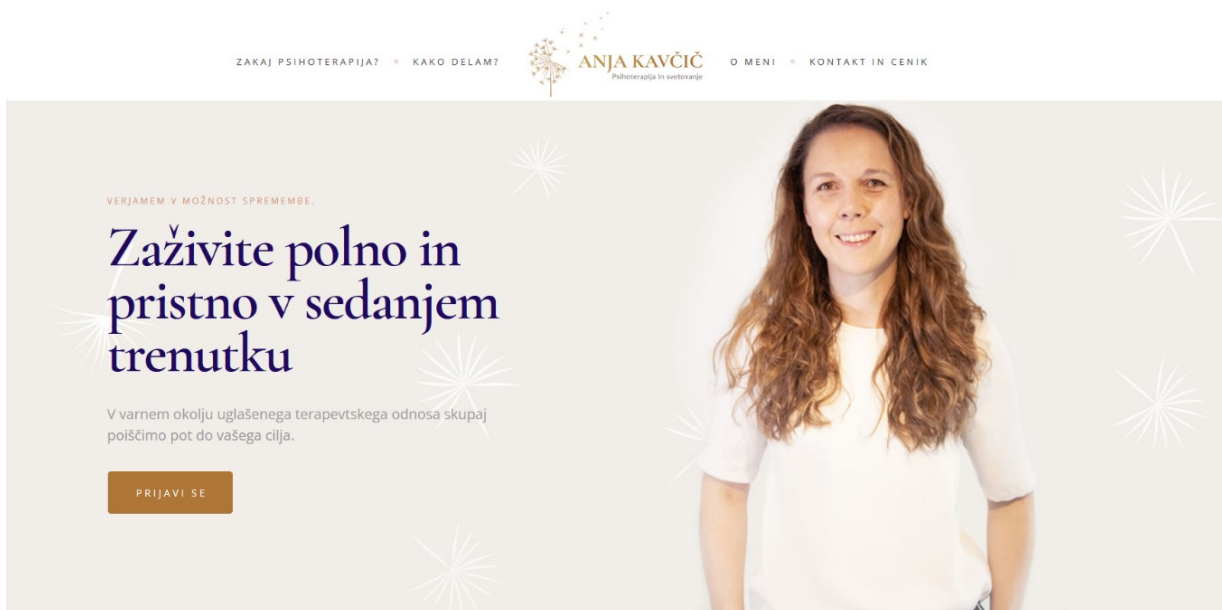 ZAKAJ PSIHOTERAPIJA?
KAKO DELAM?
ANJA KAVČIČ
Psihoterapija in svetovanje
O MENI
KONTAKT IN CENIK
VERJAMEM V MOŽNOST SPREMEMBE.
Zaživite polno in
pristno v sedanjem
trenutku
V varnem okolju uglašenega terapevtskega odnosa skupaj
poiščimo pot do vašega cilja.
PRIJAVI SE